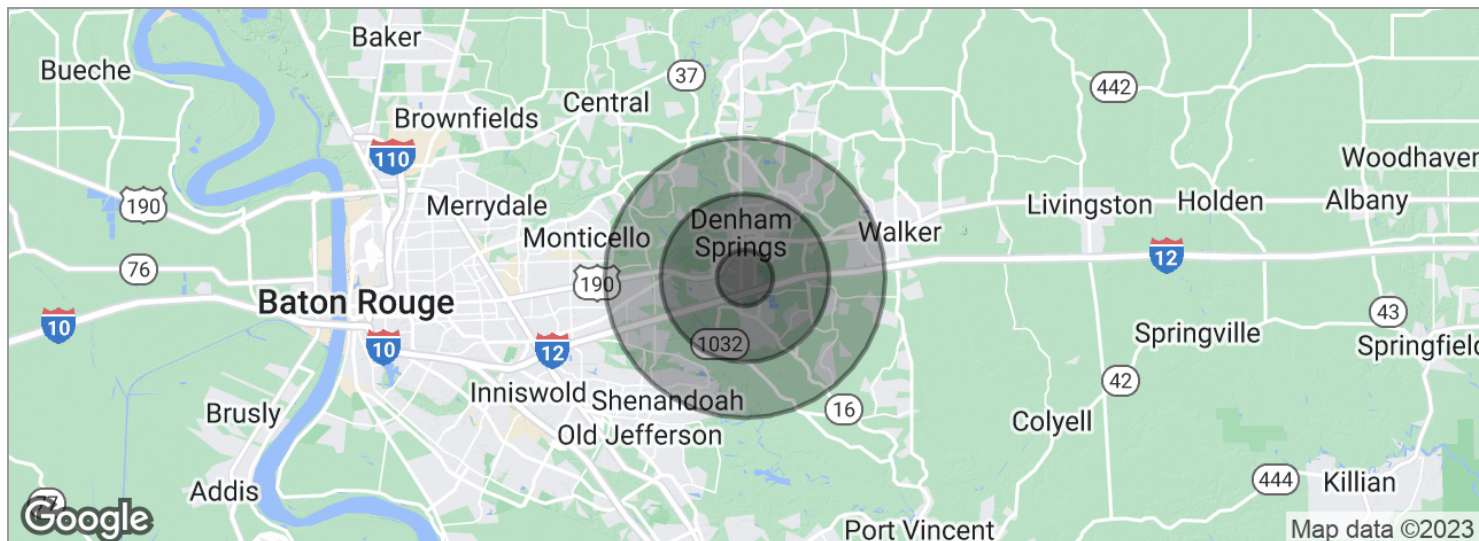 Baker
Bueche
37
442
Central
Brownfields
110
Woodhaven
190
Merrydale
Denham
Springs
Livingston
Holden
Albany
Monticello
Walker
76
190
12
Baton Rouge
10
10
12
1032
43
Springville
Springfield
42
Inniswold
Shenandoah
16
Brusly
Old Jefferson
Colyell
Addis
444
Killian
77
Google
Port Vincent
Map data ©2023